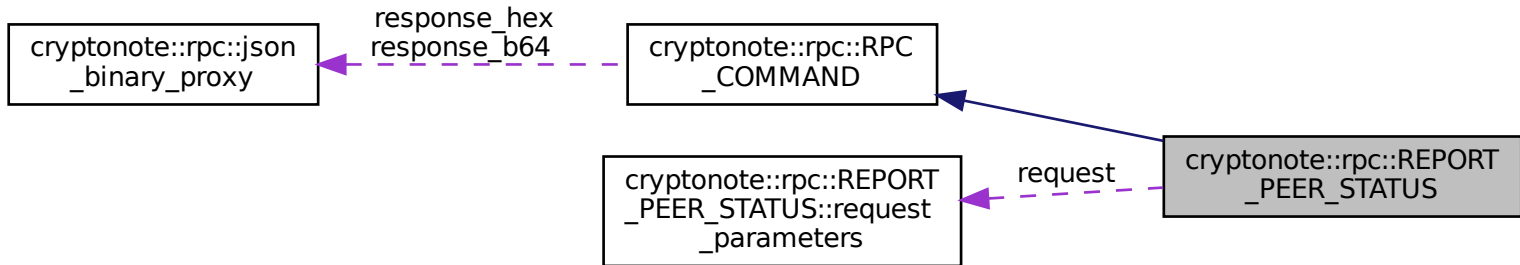 cryptonote::rpc::json
_binary_proxy
response_hex
response_b64
cryptonote::rpc::RPC
_COMMAND
cryptonote::rpc::REPORT
_PEER_STATUS::request
_parameters
request
cryptonote::rpc::REPORT
_PEER_STATUS